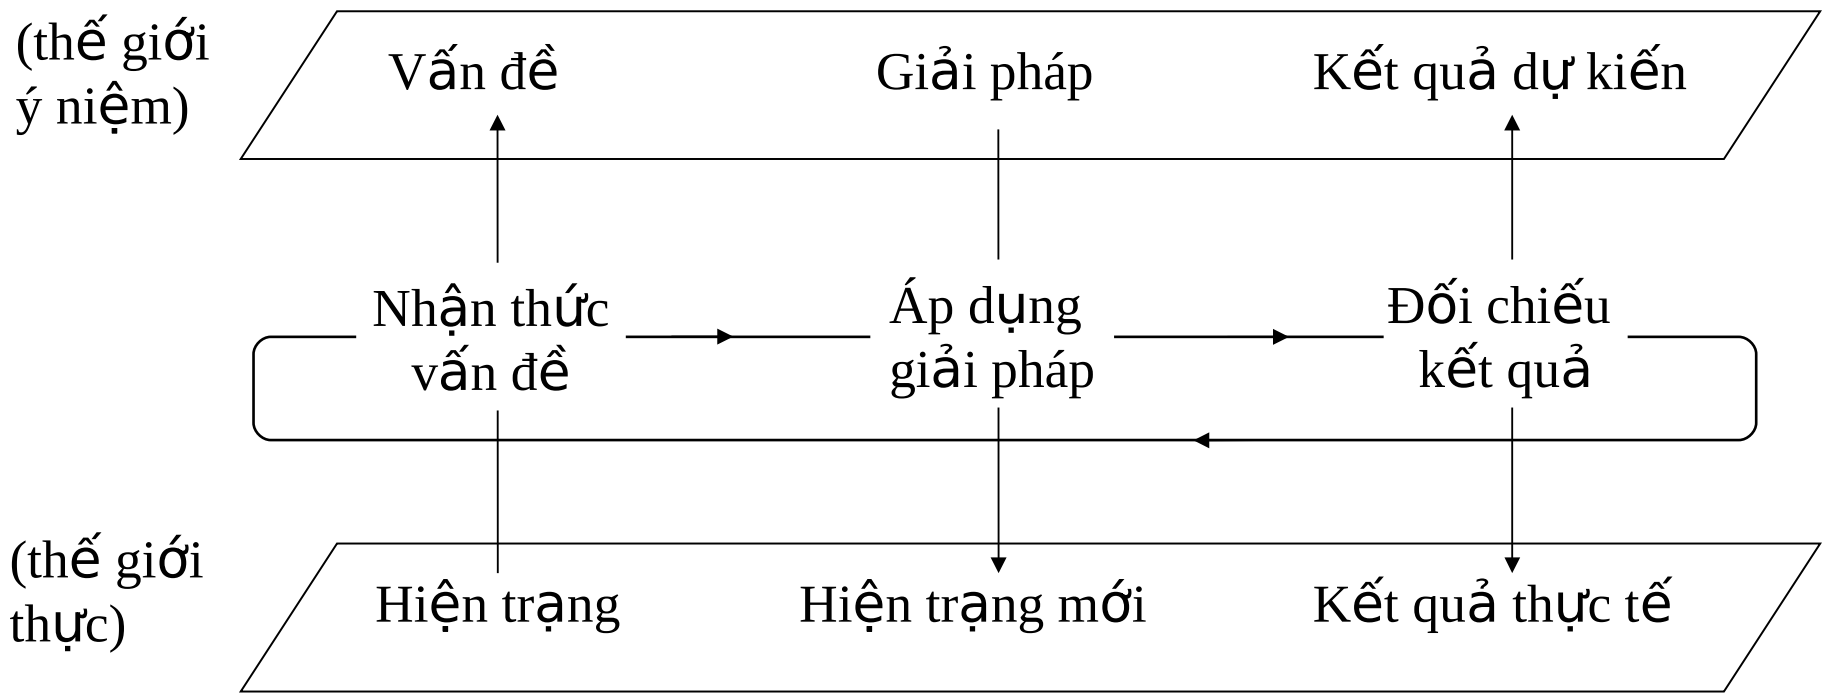 (thế giới
ý niệm)
Vấn đề
Giải pháp
Kết quả dự kiến
Nhận thức
vấn đề
Áp dụng
giải pháp
Đối chiếu
kết quả
(thế giới
thực)
Hiện trạng
Hiện trạng mới
Kết quả thực tế